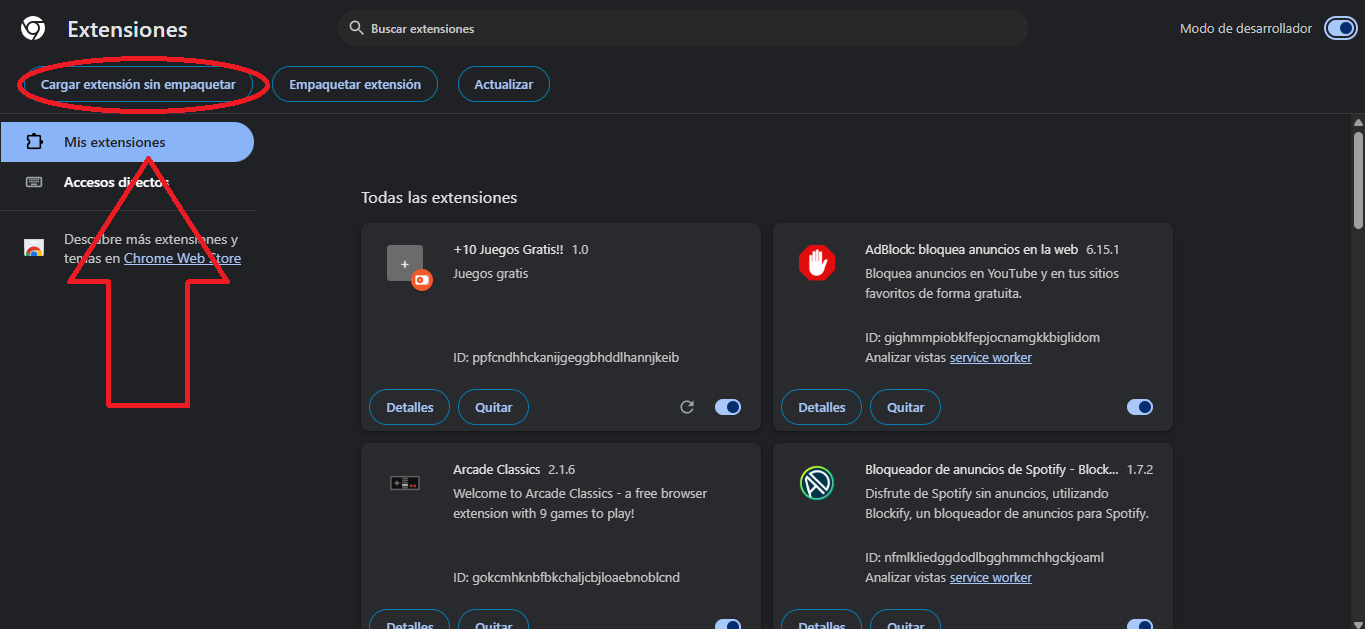 Extensiones
Buscar extensiones
Modo de desarrollador
Cargar extensión sin empaquetar
Empaquetar extensión
Actualizar
Mis extensiones
Accesos directos
Descubre más extensiones y
temas en Chrome Web Store
Todas las extensiones
+10 Juegos Gratis!! 1.0
Juegos gratis
ID: ppfcndhhckanijgeggbhddlhannjkeib
Detalles
Quitar
AdBlock: bloquea anuncios en la web 6.15.1
Bloquea anuncios en YouTube y en tus sitios
favoritos de forma gratuita.
ID: gighmmpiobklfepjocnamgkkbiglidom
Analizar vistas service worker
Detalles
Quitar
Arcade Classics 2.1.6
Welcome to Arcade Classics - a free browser
extension with 9 games to play!
ID: gokcmhknbfbkchaljcbjloaebnoblcnd
Detalles
Quitar
Bloqueador de anuncios de Spotify - Block... 1.7.2
Disfrute de Spotify sin anuncios, utilizando
Blockify, un bloqueador de anuncios para Spotify.
ID: nfmlkliedggdodlbgghmmchhgckjoaml
Analizar vistas service worker
Detalles
Quitar